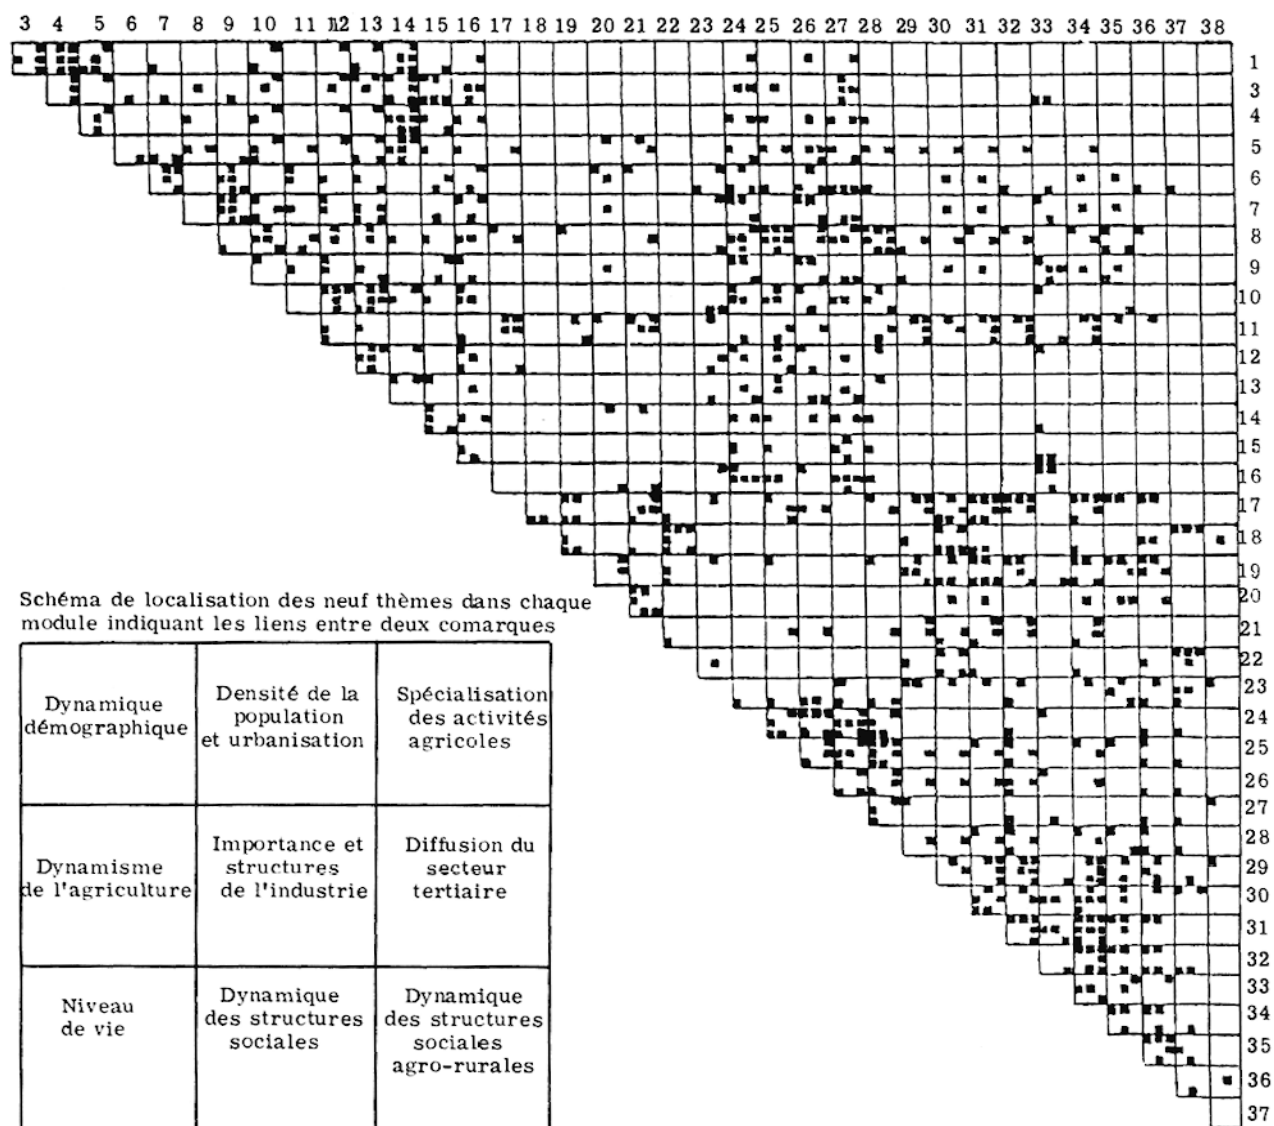 3 4 5 6 7 8 9 10 11 12 13 14 15 16 17 18 19 20 21 22 23 24 25 26 27 28 29 30 31 32 33 34 35 36 37 38
1
3
4
5
6
7
8
9
10
11
12
13
14
15
16
17
18
19
20
21
22
23
24
25
26
27
28
29
30
31
32
33
34
35
36
37
Schéma de localisation des neuf thèmes dans chaque
module indiquant les liens entre deux comarques
Dynamique
démographique
Densité de la
population
et urbanisation
Spécialisation
des activités
agricoles
Dynamisme
de l'agriculture
Importance et
structures
de l'industrie
Diffusion du
secteur
tertiaire
Niveau
de vie
Dynamique
des structures
sociales
Dynamique
des structures
sociales
agro-rurales